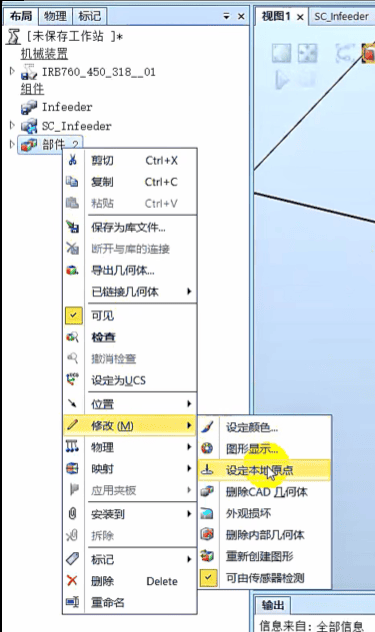 布局 物理 标记
视图1 SC_Infeeder
[未保存工作站 ]*
机械装置
IRB760_450_318__01
组件
Infeeder
SC_Infeeder
部件_2
剪切 Ctrl+X
复制 Ctrl+C
粘贴 Ctrl+V
保存为库文件...
断开与库的连接
导出几何体...
已链接几何体
可见
检查
撤消检查
设定为UCS
位置
修改 (M)
物理
映射
应用夹板
安装到
拆除
标记
删除 Delete
重命名
设定颜色...
图形显示...
设定本地原点
删除CAD 几何体
外观损坏
删除内部几何体
重新创建图形
可由传感器检测
输出
信息来自: 全部信息